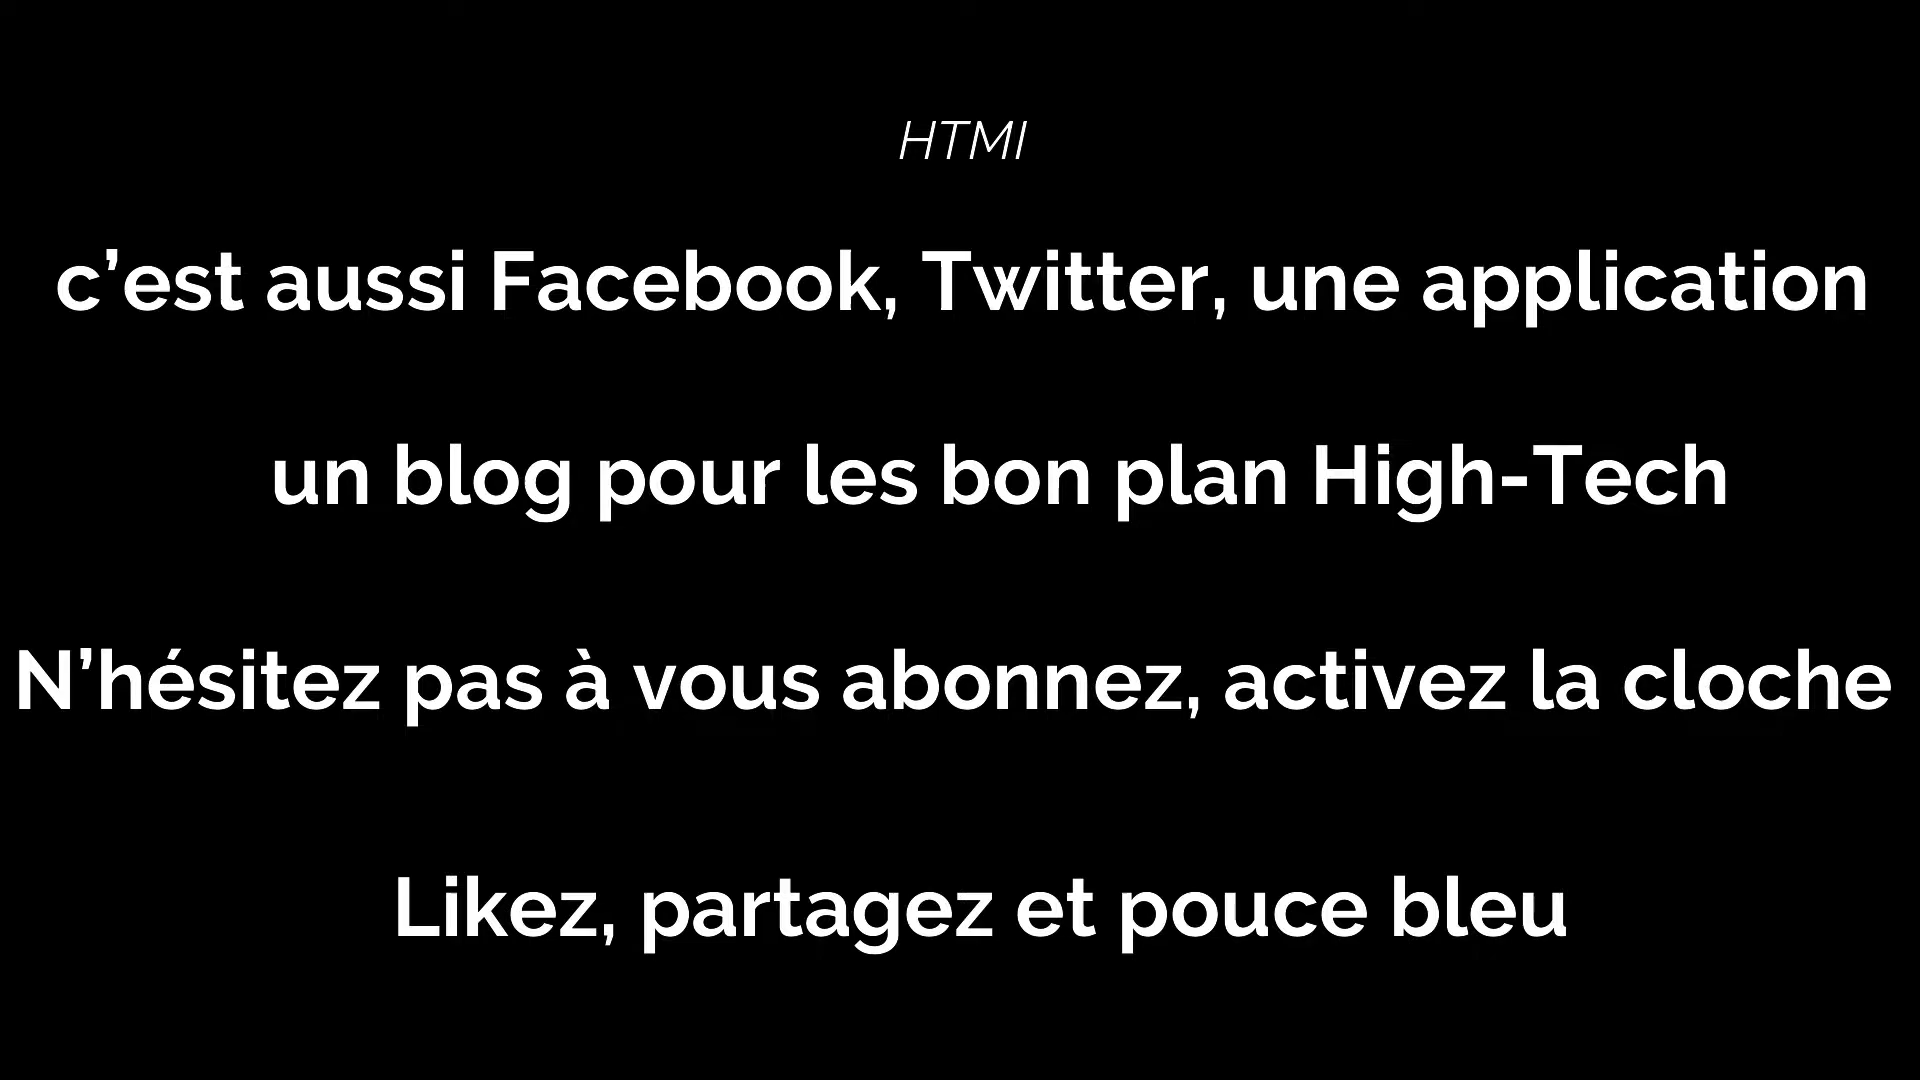 HTMI
c’est aussi Facebook, Twitter, une application
un blog pour les bon plan High-Tech
N’hésitez pas à vous abonnez, activez la cloche
Likez, partagez et pouce bleu